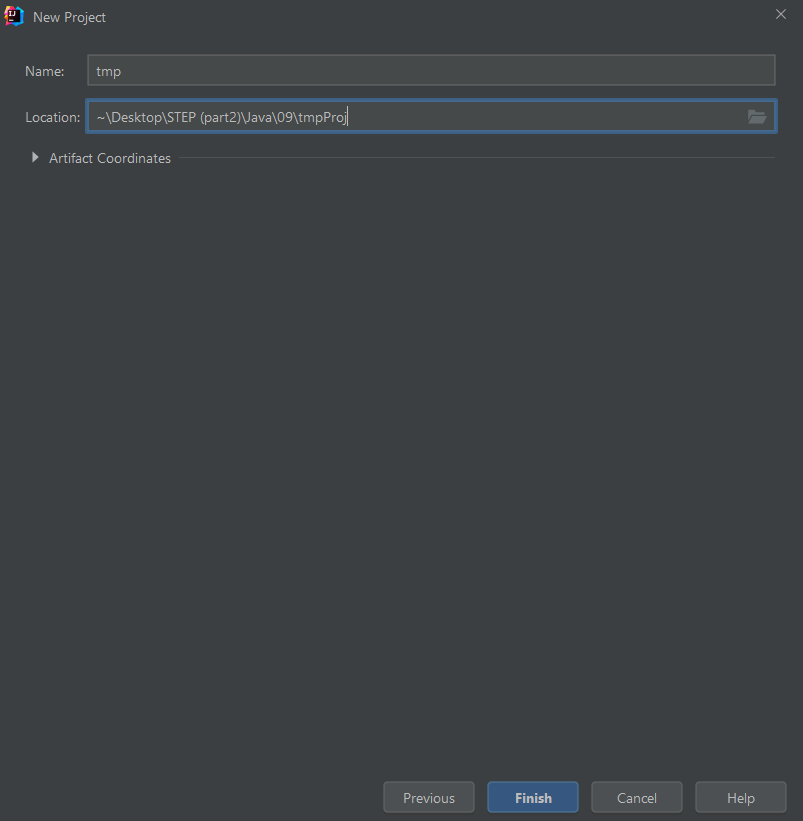 New Project
Name: tmp
Location: ~\Desktop\STEP (part2)\Java\09\tmpProj
Artifact Coordinates
Previous Finish Cancel Help